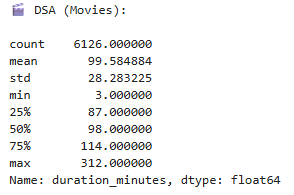 🎬 DSA (Movies):
count    6126.000000
mean       99.584884
std        28.283225
min         3.000000
25%        87.000000
50%        98.000000
75%       114.000000
max       312.000000
Name: duration_minutes, dtype: float64